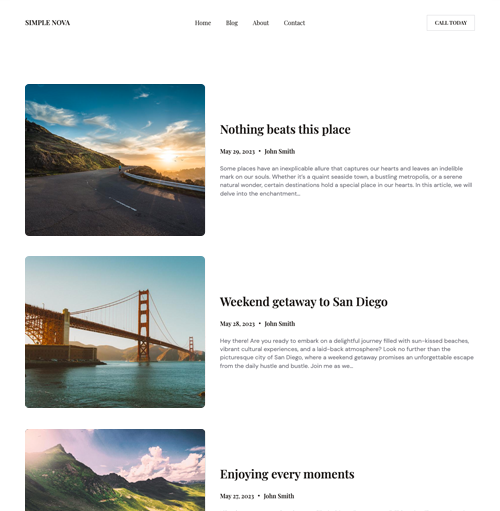 SIMPLE NOVA
Home
Blog
About
Contact
CALL TODAY
Nothing beats this place
May 29, 2023 • John Smith
Some places have an inexplicable allure that captures our hearts and leaves an indelible
mark on our souls. Whether it's a quaint seaside town, a bustling metropolis, or a serene
natural wonder, certain destinations hold a special place in our hearts. In this article, we will
delve into the enchantment...
Weekend getaway to San Diego
May 28, 2023 • John Smith
Hey there! Are you ready to embark on a delightful journey filled with sun-kissed beaches,
vibrant cultural experiences, and a laid-back atmosphere? Look no further than the
picturesque city of San Diego, where a weekend getaway promises an unforgettable escape
from the daily hustle and bustle. Join me as we...
Enjoying every moments
May 27, 2023 • John Smith